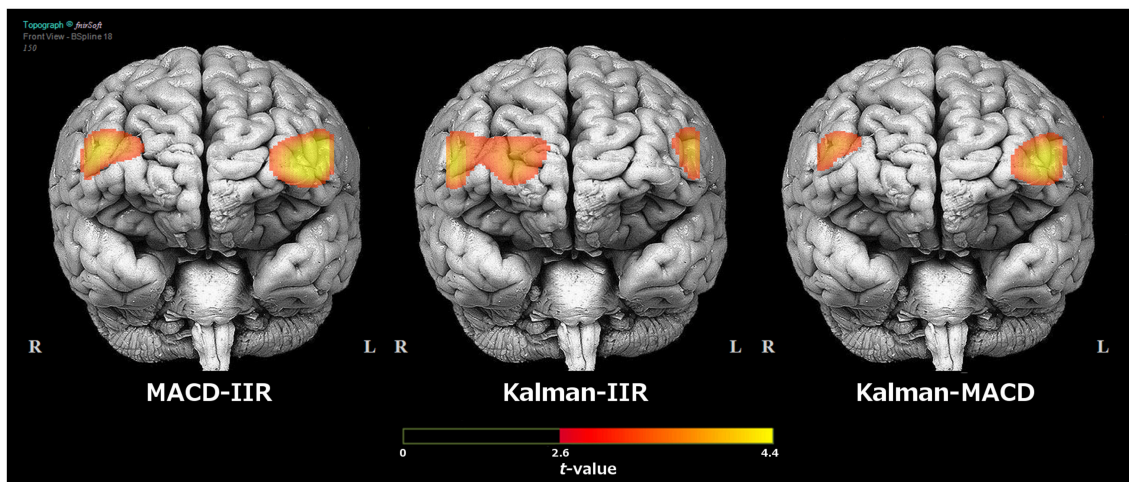 Topograph ® fnirSoft
Front View - BSpline 18
150
R L R L R L
MACD-IIR Kalman-IIR Kalman-MACD
0 2.6 4.4
t-value